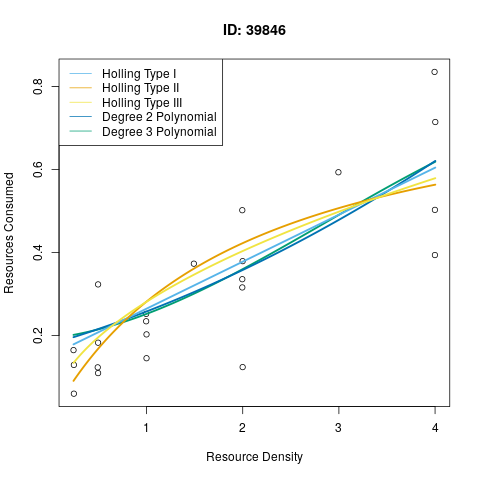 ID: 39846
Holling Type I
Holling Type II
Holling Type III
Degree 2 Polynomial
Degree 3 Polynomial
Resources Consumed
0.8
0.6
0.4
0.2
1 2 3 4
Resource Density